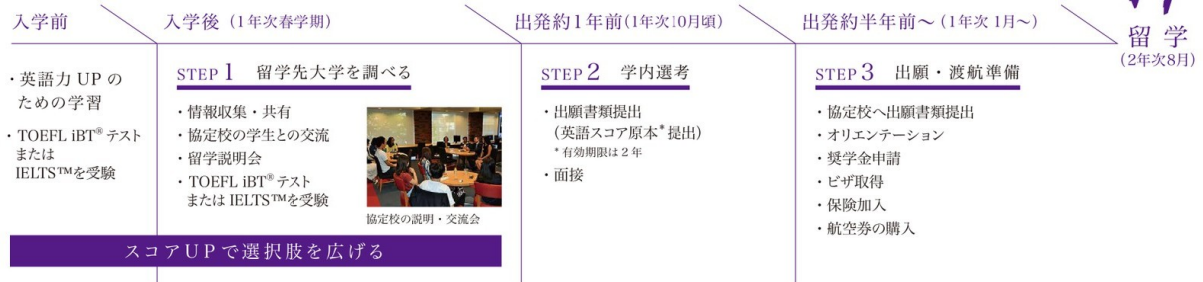 入学前
・英語力 UP の
ための学習
・TOEFL iBT® テスト
または
IELTS™を受験
入学後（1年次春学期）
STEP 1 留学先大学を調べる
・情報収集・共有
・協定校の学生との交流
・留学説明会
・TOEFL iBT® テスト
または IELTS™を受験
協定校の説明・交流会
スコアUPで選択肢を広げる
出発約1年前(1年次10月頃)
STEP 2 学内選考
・出願書類提出
（英語スコア原本*提出）
*有効期限は2年
・面接
出発約半年前～（1年次 1月～）
STEP 3 出願・渡航準備
・協定校へ出願書類提出
・オリエンテーション
・奨学金申請
・ビザ取得
・保険加入
・航空券の購入
留学
(2年次8月)